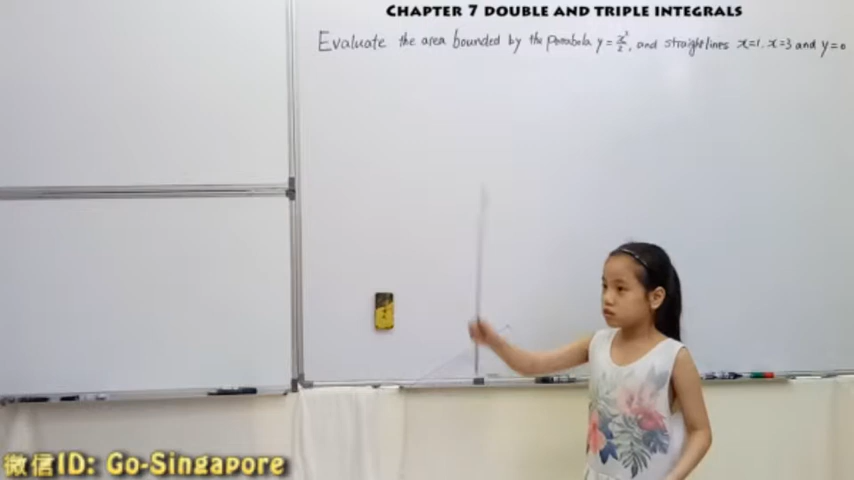 CHAPTER 7 DOUBLE AND TRIPLE INTEGRALS
Evaluate the area bounded by the parabola y = x²/2, and straight lines x=1, x=3 and y=0
微信ID: Go-Singapore